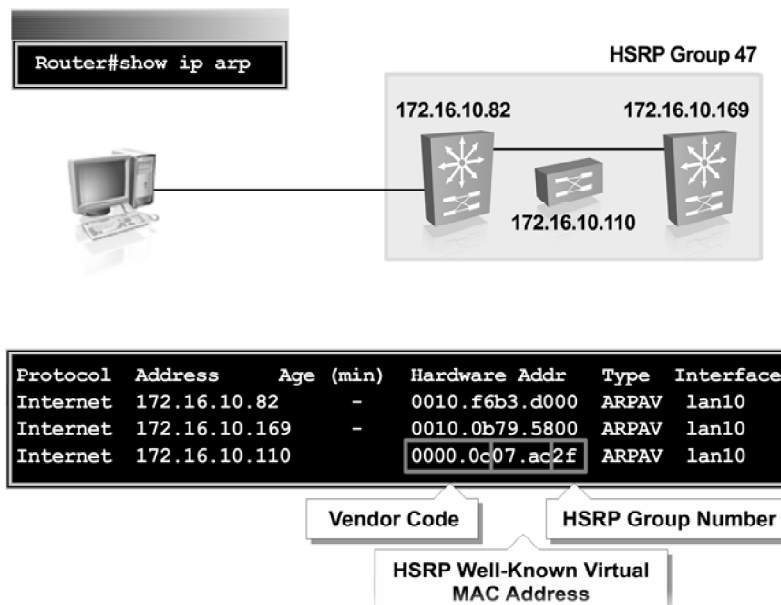 Router#show ip arp
HSRP Group 47
172.16.10.82
172.16.10.169
172.16.10.110
Protocol Address Age (min) Hardware Addr Type Interface
Internet 172.16.10.82 - 0010.f6b3.d000 ARPAV lan10
Internet 172.16.10.169 - 0010.0b79.5800 ARPAV lan10
Internet 172.16.10.110 0000.0c07.ac2f ARPAV lan10
Vendor Code
HSRP Group Number
HSRP Well-Known Virtual
MAC Address